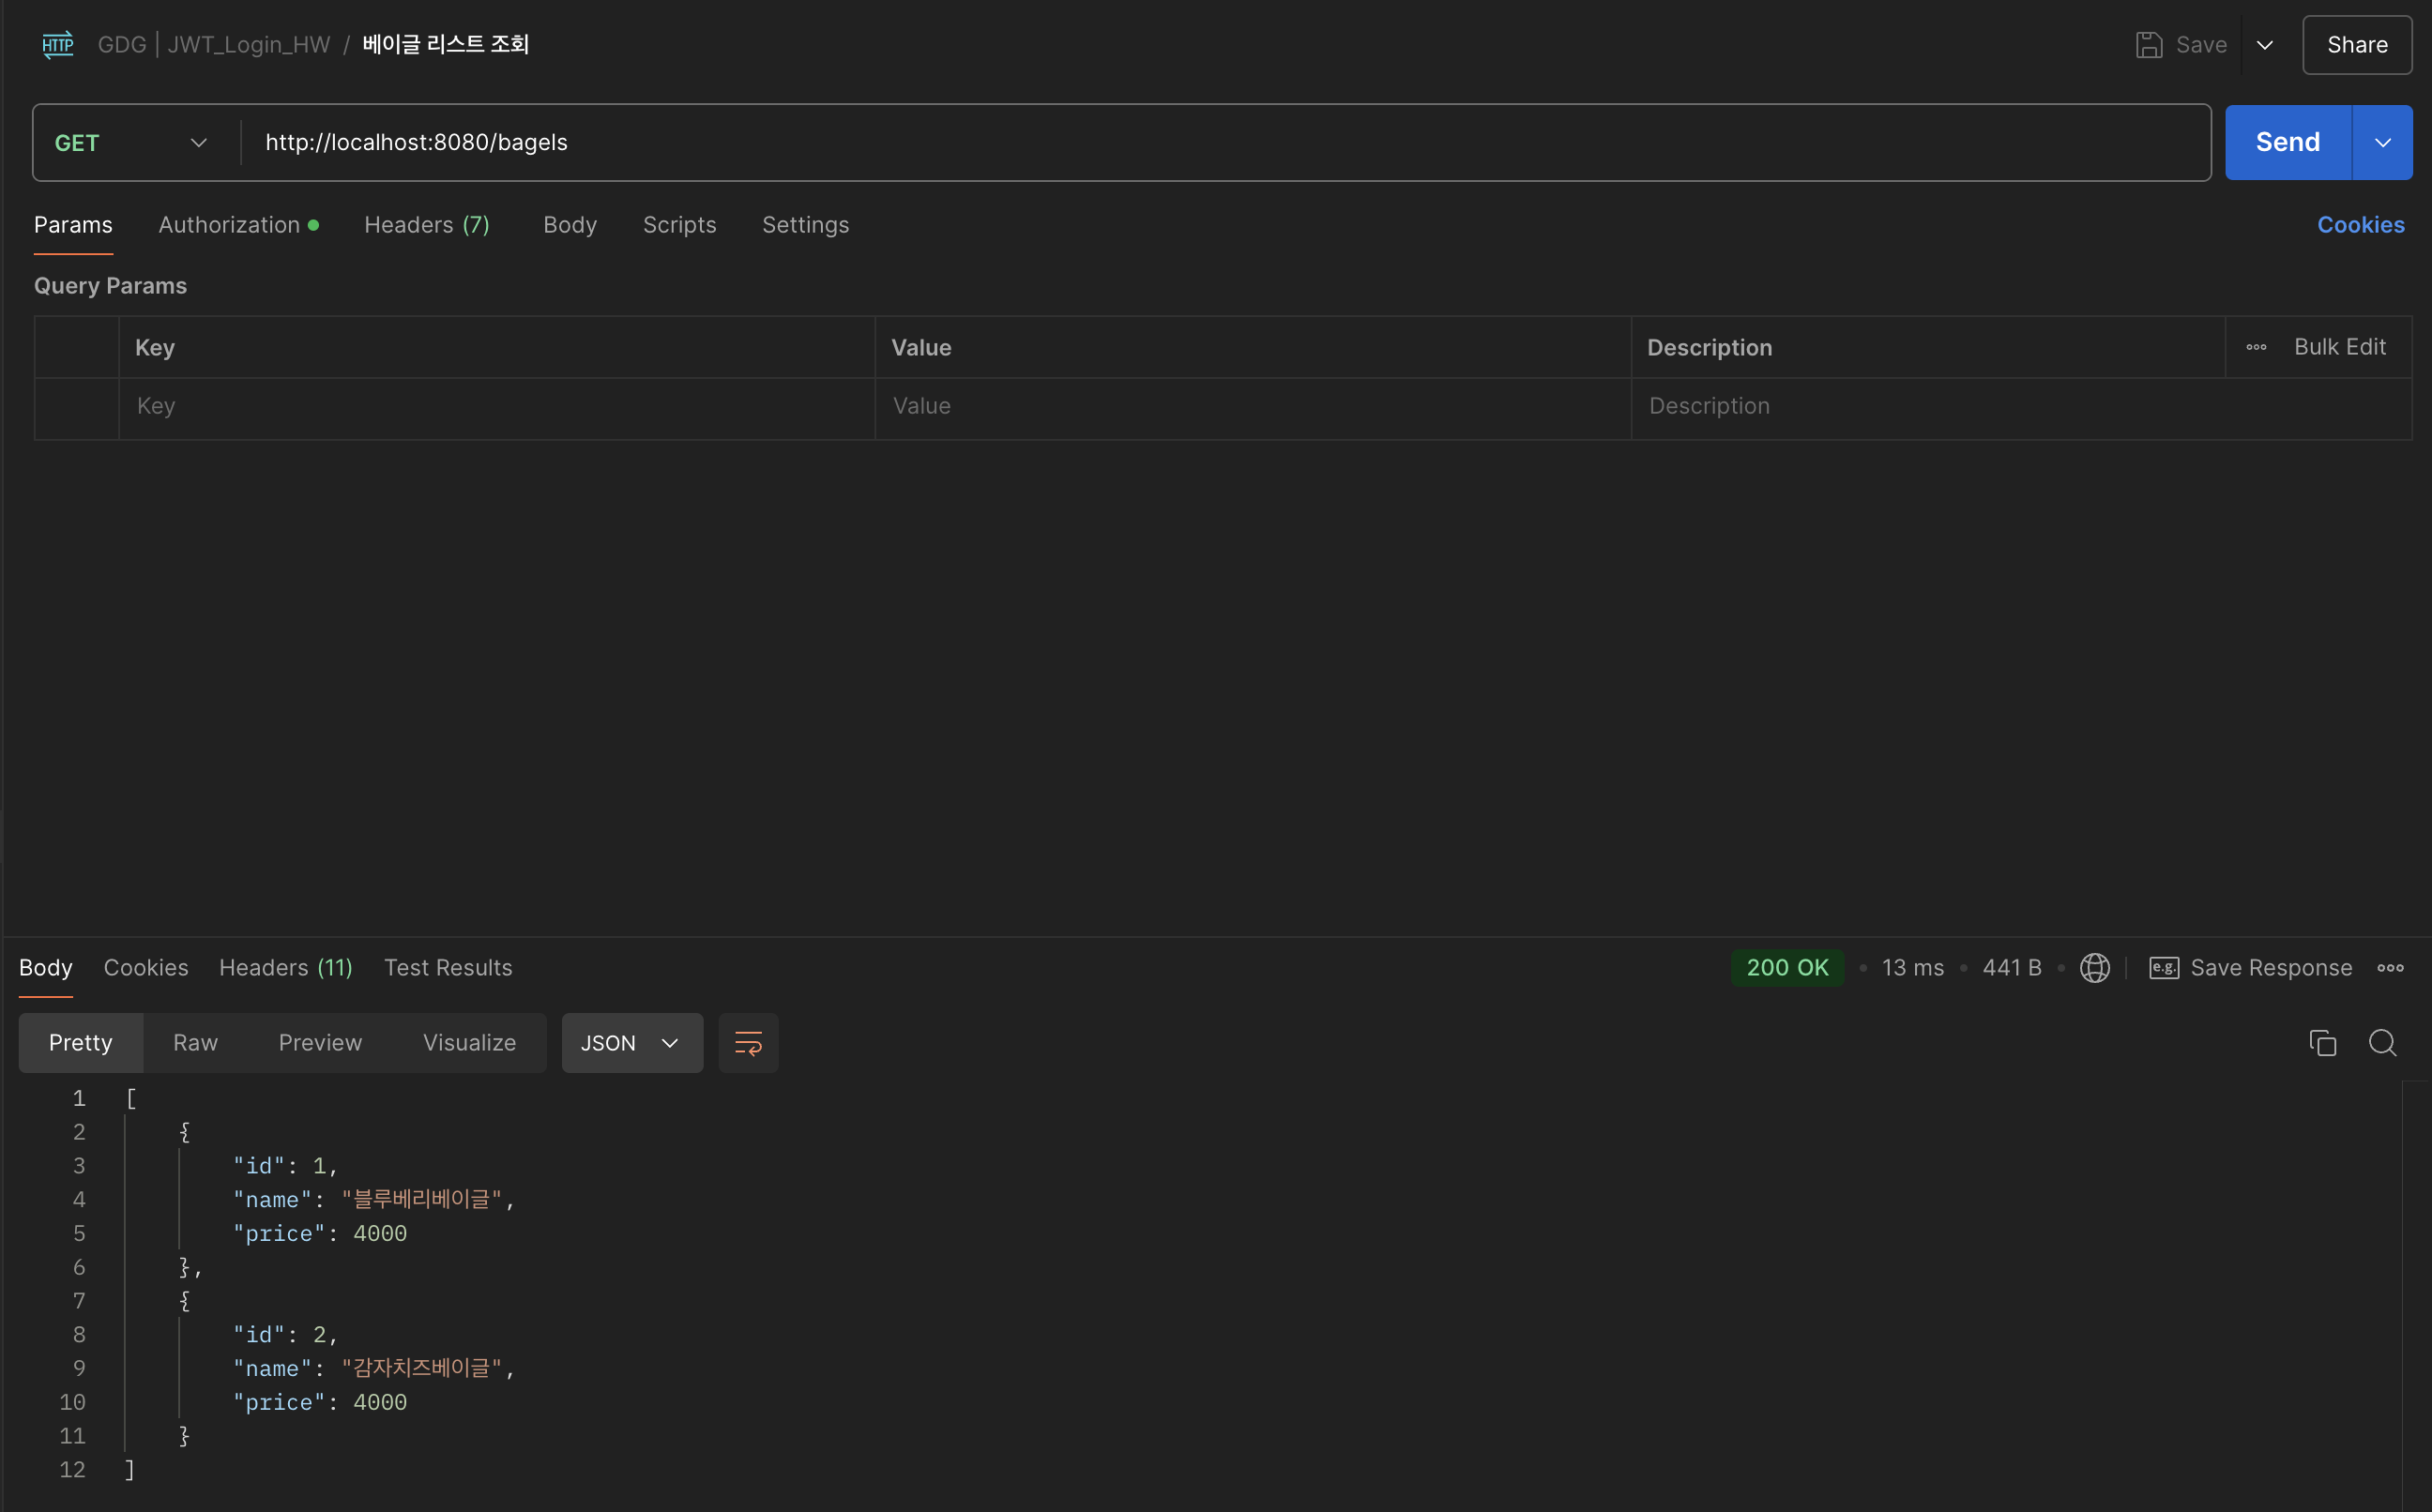 HTTP GDG | JWT_Login_HW / 베이글 리스트 조회 Save Share
GET http://localhost:8080/bagels Send
Params Authorization Headers (7) Body Scripts Settings Cookies
Query Params
Key Value Description Bulk Edit
Key Value Description
Body Cookies Headers (11) Test Results 200 OK 13 ms 441 B e.g. Save Response
Pretty Raw Preview Visualize JSON
1 [
2 {
3 "id": 1,
4 "name": "블루베리베이글",
5 "price": 4000
6 },
7 {
8 "id": 2,
9 "name": "감자치즈베이글",
10 "price": 4000
11 }
12 ]